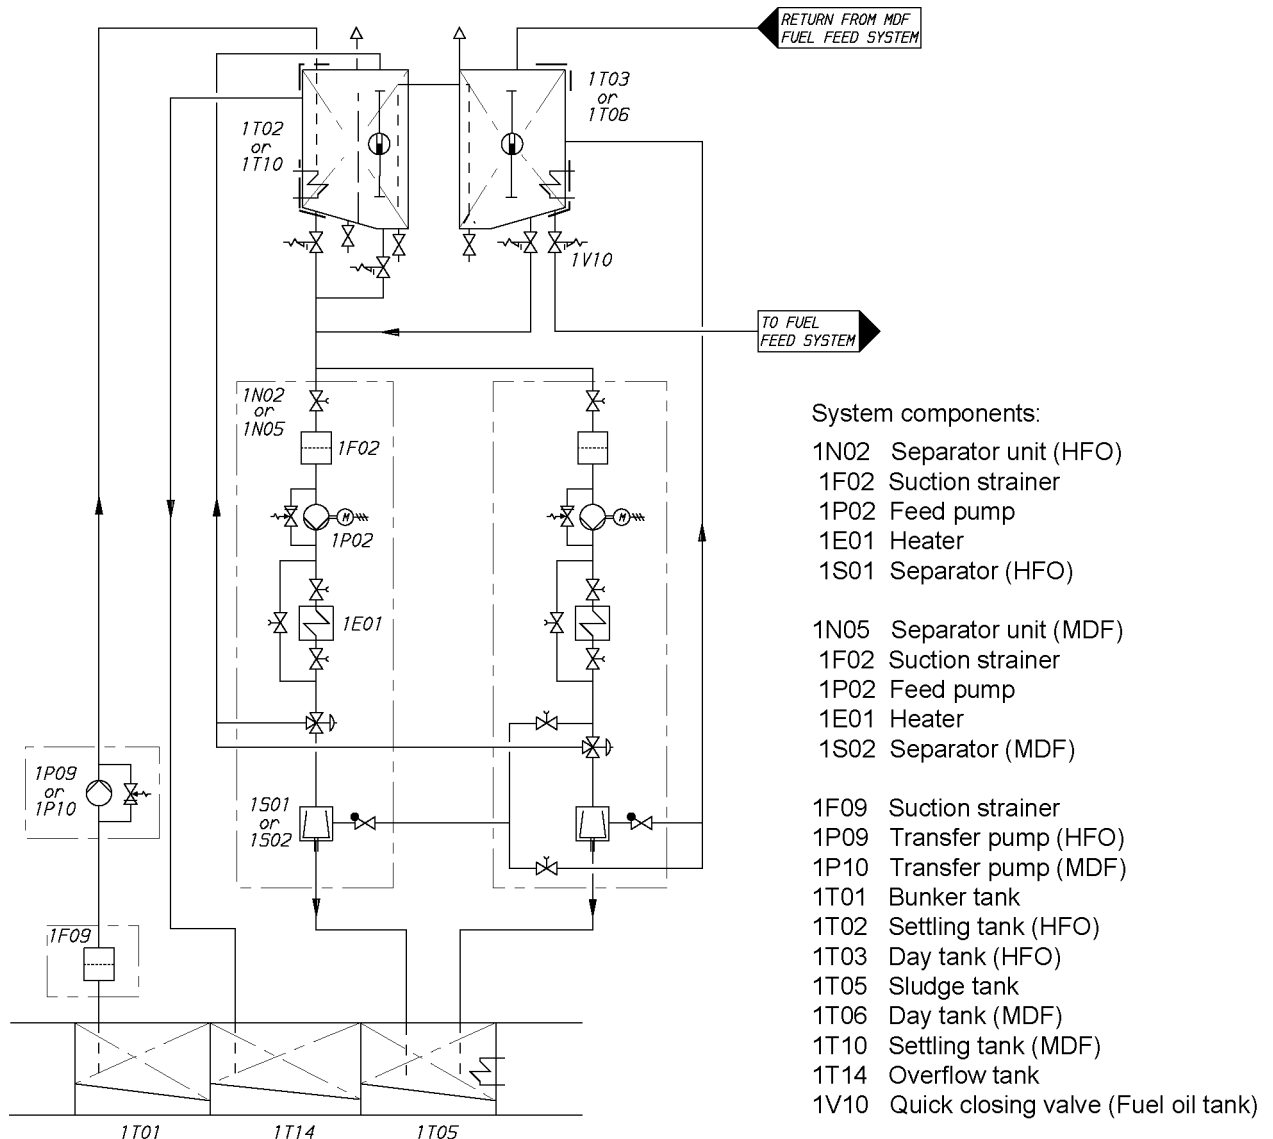 RETURN FROM MDF
FUEL FEED SYSTEM
1T03
or
1T06
1T02
or
1T10
1V10
TO FUEL
FEED SYSTEM
1N02
or
1N05
1F02
M
M
1P02
1E01
1P09
or
1P10
1S01
or
1S02
1F09
1T01
1T14
1T05
System components:
1N02 Separator unit (HFO)
1F02 Suction strainer
1P02 Feed pump
1E01 Heater
1S01 Separator (HFO)
1N05 Separator unit (MDF)
1F02 Suction strainer
1P02 Feed pump
1E01 Heater
1S02 Separator (MDF)
1F09 Suction strainer
1P09 Transfer pump (HFO)
1P10 Transfer pump (MDF)
1T01 Bunker tank
1T02 Settling tank (HFO)
1T03 Day tank (HFO)
1T05 Sludge tank
1T06 Day tank (MDF)
1T10 Settling tank (MDF)
1T14 Overflow tank
1V10 Quick closing valve (Fuel oil tank)